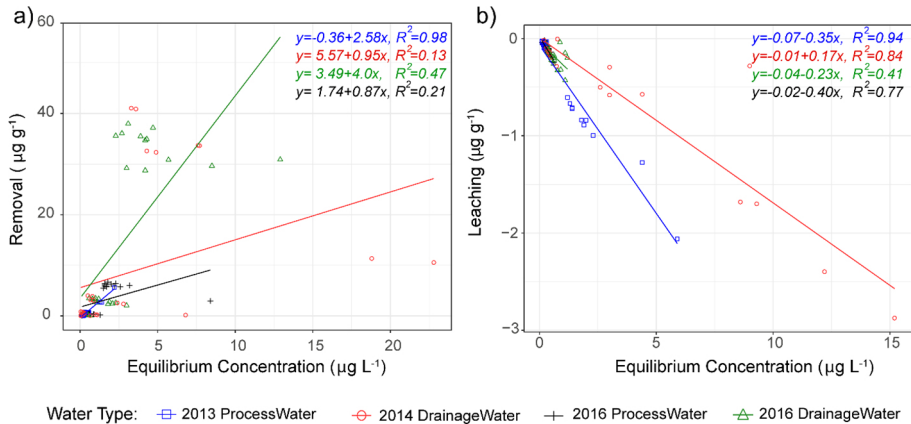 a)
60
40
20
0
Removal ( µg g⁻¹)
y=-0.36+2.58x, R²=0.98
y= 5.57+0.95x, R²=0.13
y= 3.49+4.0x, R²=0.47
y= 1.74+0.87x, R²=0.21
0 5 10 15 20
Equilibrium Concentration (µg L⁻¹)
b)
0
−1
−2
−3
Leaching (µg g⁻¹)
y=-0.07-0.35x, R²=0.94
y=-0.01+0.17x, R²=0.84
y=-0.04-0.23x, R²=0.41
y=-0.02-0.40x, R²=0.77
0 5 10 15
Equilibrium Concentration (µg L⁻¹)
Water Type: 2013 ProcessWater 2014 DrainageWater 2016 ProcessWater 2016 DrainageWater